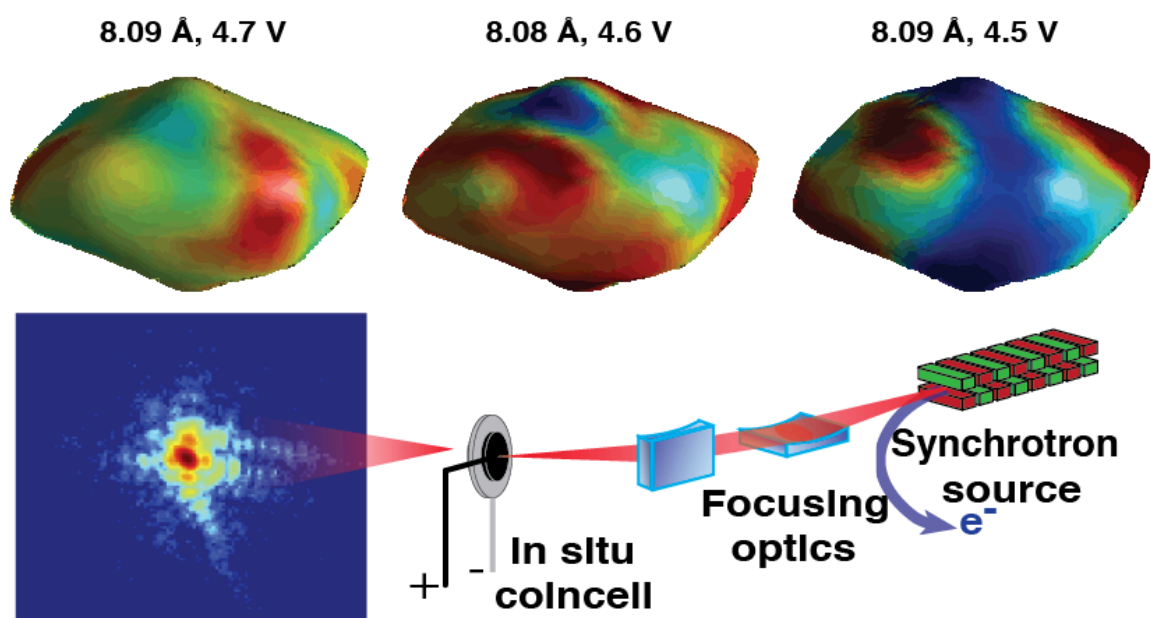 8.09 Å, 4.7 V
8.08 Å, 4.6 V
8.09 Å, 4.5 V
Synchrotron
source
e-
Focusing
optics
In situ
coincell
+
-